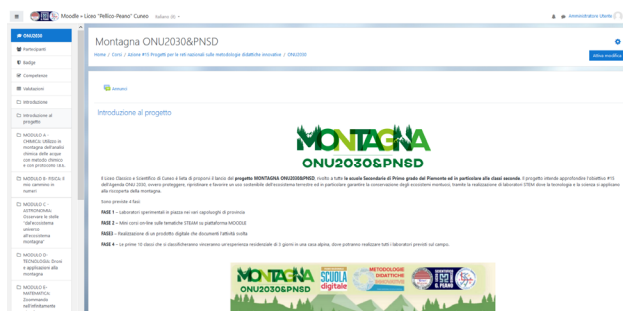 Moodle » Liceo "Pellico-Peano" Cuneo
Italiano (it)
Amministratore Utente
ONU2030
Partecipanti
Badge
Competenze
Valutazioni
Introduzione
Introduzione al
progetto
MODULO A -
CHIMICA: Utilizzo in
montagna dell'analisi
chimica delle acque
con metodo chimico
e con protocollo
MODULO B- FISICA: Il
mio cammino in
numeri
MODULO C -
ASTRONOMIA:
Osservare le stelle
"dall'ecosistema
universo
all'ecosistema
montagna"
MODULO D-
TECNOLOGIA: Droni
e applicazioni alla
montagna
MODULO E-
MATEMATICA:
Zoommando
nell'infinitamente
Montagna ONU2030&PNSD
Home / Corsi / Azione #15 Progetti per le reti nazionali sulle metodologie didattiche innovative / ONU2030
Attiva modifica
Annunci
Introduzione al progetto
MONTAGNA
ONU2030&PNSD
Il Liceo Classico e Scientifico di Cuneo è lieta di proporvi il lancio del progetto MONTAGNA ONU2030&PNSD, rivolto a tutte le scuole Secondarie di Primo grado del Piemonte ed in particolare alle classi seconde. Il progetto intende approfondire l'obiettivo #15
dell'Agenda ONU 2030, ovvero proteggere, ripristinare e favorire un uso sostenibile dell'ecosistema terrestre ed in particolare garantire la conservazione degli ecosistemi montuosi, tramite la realizzazione di laboratori STEM dove la tecnologia e la scienza si applicano
alla riscoperta della montagna.
Sono previste 4 fasi:
FASE 1 – Laboratori sperimentali in piazza nei vari capoluoghi di provincia
FASE 2 – Mini corsi on-line sulle tematiche STEAM su piattaforma MOODLE
FASE3 – Realizzazione di un prodotto digitale che documenti l'attività svolta
FASE 4 – Le prime 10 classi che si classificheranno vinceranno un'esperienza residenziale di 3 giorni in una casa alpina, dove potranno realizzare tutti i laboratori previsti sul campo.
MONTAGNA
ONU2030&PNSD
SCUOLA
digitale
METODOLOGIE
DIDATTICHE
INNOVATIVE
G. PEANO